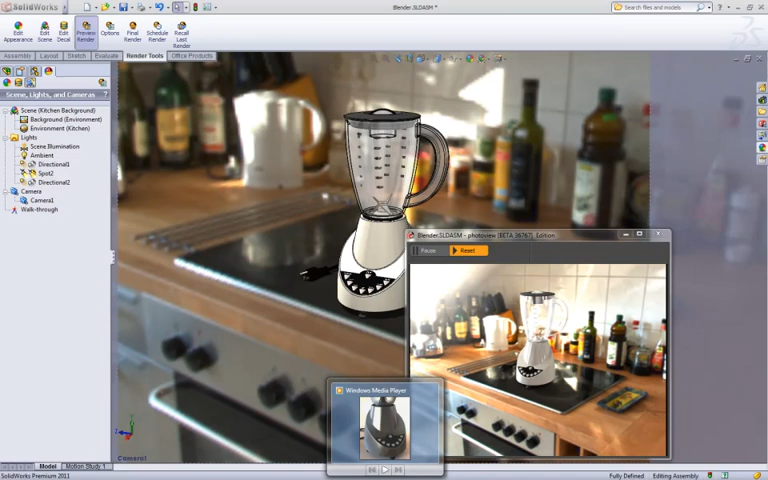 SolidWorks
Blender.SLDASM *
Search files and models
Edit Appearance
Edit Scene
Edit Decal
Preview Render
Options
Final Render
Schedule Render
Recall Last Render
Assembly
Layout
Sketch
Evaluate
Render Tools
Office Products
Scene, Lights, and Cameras
Scene (Kitchen Background)
Background (Environment)
Environment (Kitchen)
Lights
Scene Illumination
Ambient
Directional1
Spot2
Directional2
Camera
Camera1
Walk-through
Blender.SLDASM - photoview [BETA 36767] Edition
Pause
Reset
Windows Media Player
Camera1
Model
Motion Study 1
SolidWorks Premium 2011
Fully Defined
Editing Assembly